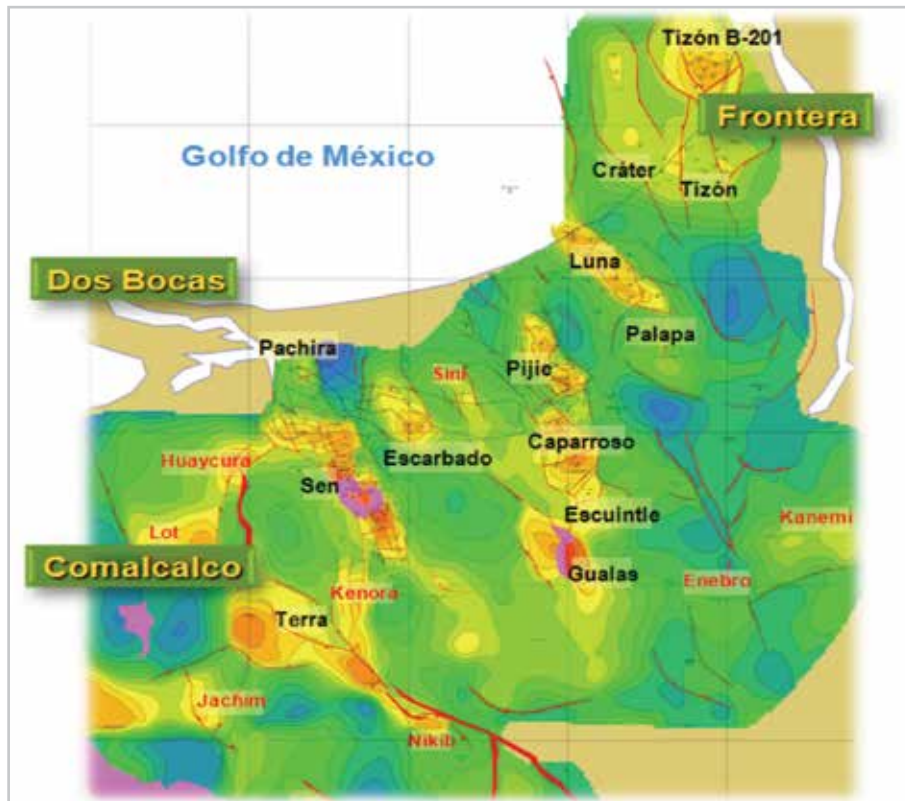 Tizón B-201
Frontera
Golfo de México
Cráter
Tizón
Luna
Dos Bocas
Palapa
Pachira
Sini
Pijie
Caparroso
Escarbado
Huaycura
Sen
Escuintle
Kanemi
Lot
Comalcalco
Gualas
Enebro
Kenora
Terra
Jachim
Nikib